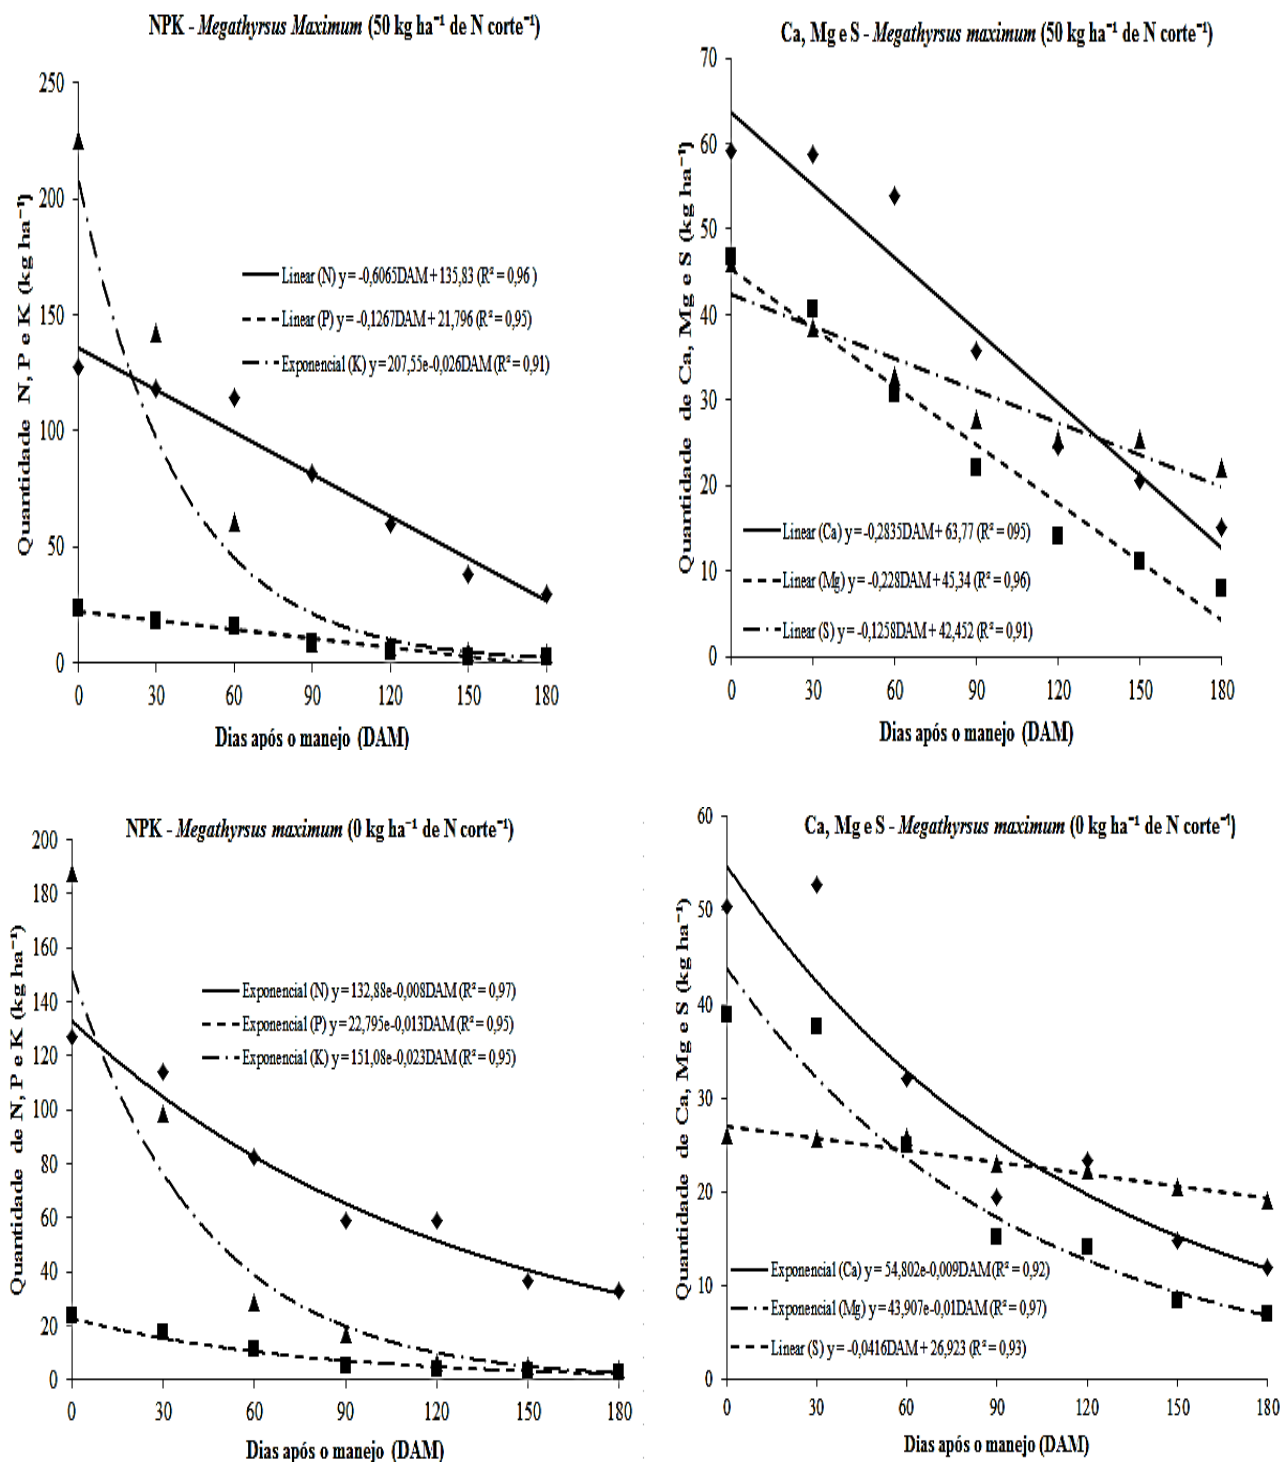 NPK - Megathyrsus Maximum (50 kg ha⁻¹ de N corte⁻¹)
Quantidade N, P e K (kg ha⁻¹)
250
200
150
100
50
0
Linear (N) y = -0,6065DAM + 135,83 (R² = 0,96 )
Linear (P) y = -0,1267DAM + 21,796 (R² = 0,95)
Exponencial (K) y = 207,55e-0,026DAM (R² = 0,91)
0 30 60 90 120 150 180
Dias após o manejo (DAM)
Ca, Mg e S - Megathyrsus maximum (50 kg ha⁻¹ de N corte⁻¹)
Quantidade de Ca, Mg e S (kg ha⁻¹)
70
60
50
40
30
20
10
0
Linear (Ca) y = -0,2835DAM + 63,77 (R² = 095)
Linear (Mg) y = -0,228DAM + 45,34 (R² = 0,96)
Linear (S) y = -0,1258DAM + 42,452 (R² = 0,91)
0 30 60 90 120 150 180
Dias após o manejo (DAM)
NPK - Megathyrsus maximum (0 kg ha⁻¹ de N corte⁻¹)
Quantidade de N, P e K (kg ha⁻¹)
200
180
160
140
120
100
80
60
40
20
0
Exponencial (N) y = 132,88e-0,008DAM (R² = 0,97)
Exponencial (P) y = 22,795e-0,013DAM (R² = 0,95)
Exponencial (K) y = 151,08e-0,023DAM (R² = 0,95)
0 30 60 90 120 150 180
Dias após o manejo (DAM)
Ca, Mg e S - Megathyrsus maximum (0 kg ha⁻¹ de N corte⁻¹)
Quantidade de Ca, Mg e S (kg ha⁻¹)
60
50
40
30
20
10
0
Exponencial (Ca) y = 54,802e-0,009DAM (R² = 0,92)
Exponencial (Mg) y = 43,907e-0,01DAM (R² = 0,97)
Linear (S) y = -0,0416DAM + 26,923 (R² = 0,93)
0 30 60 90 120 150 180
Dias após o manejo (DAM)